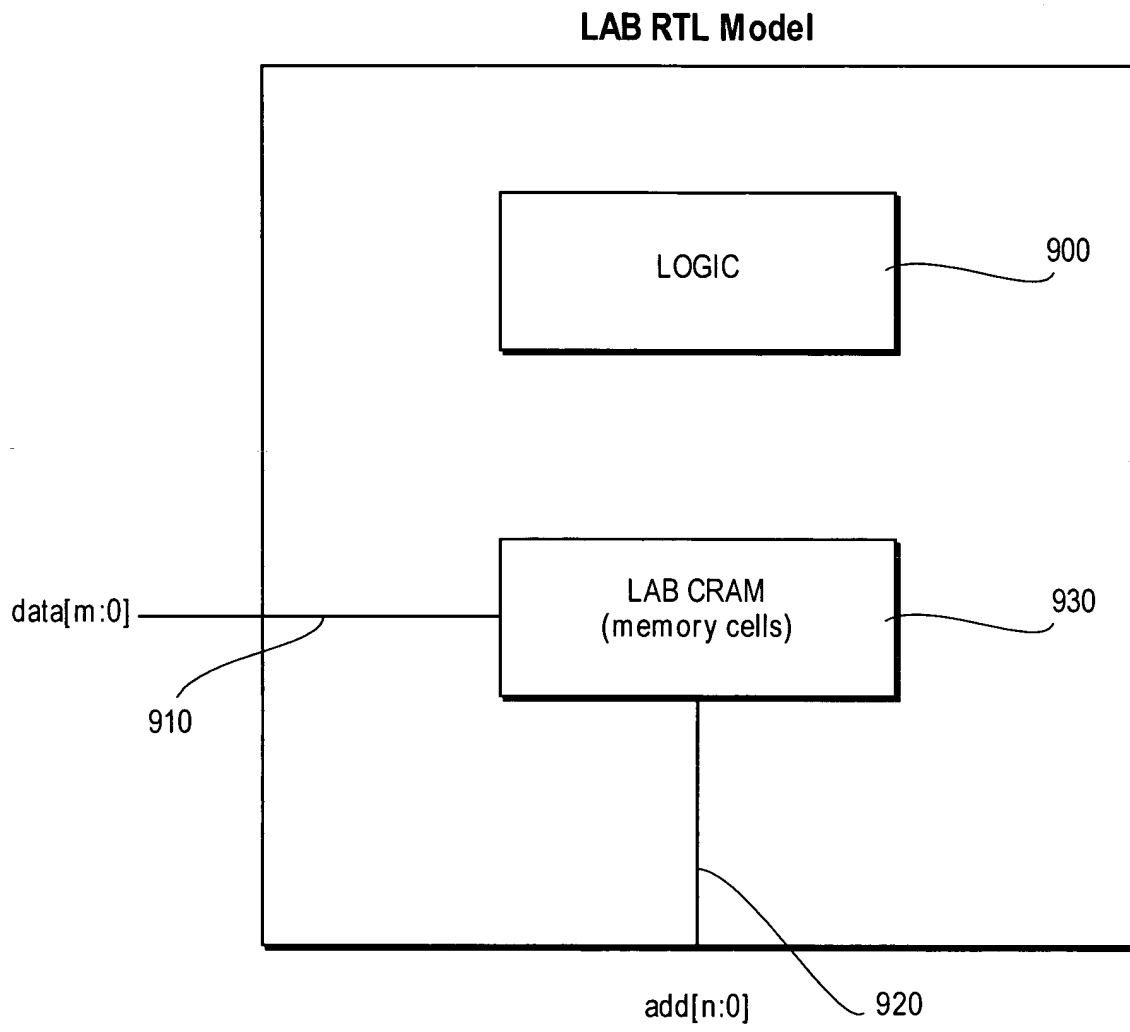 LAB RTL Model
LOGIC
900
data[m:0]
LAB CRAM
(memory cells)
930
910
add[n:0]
920